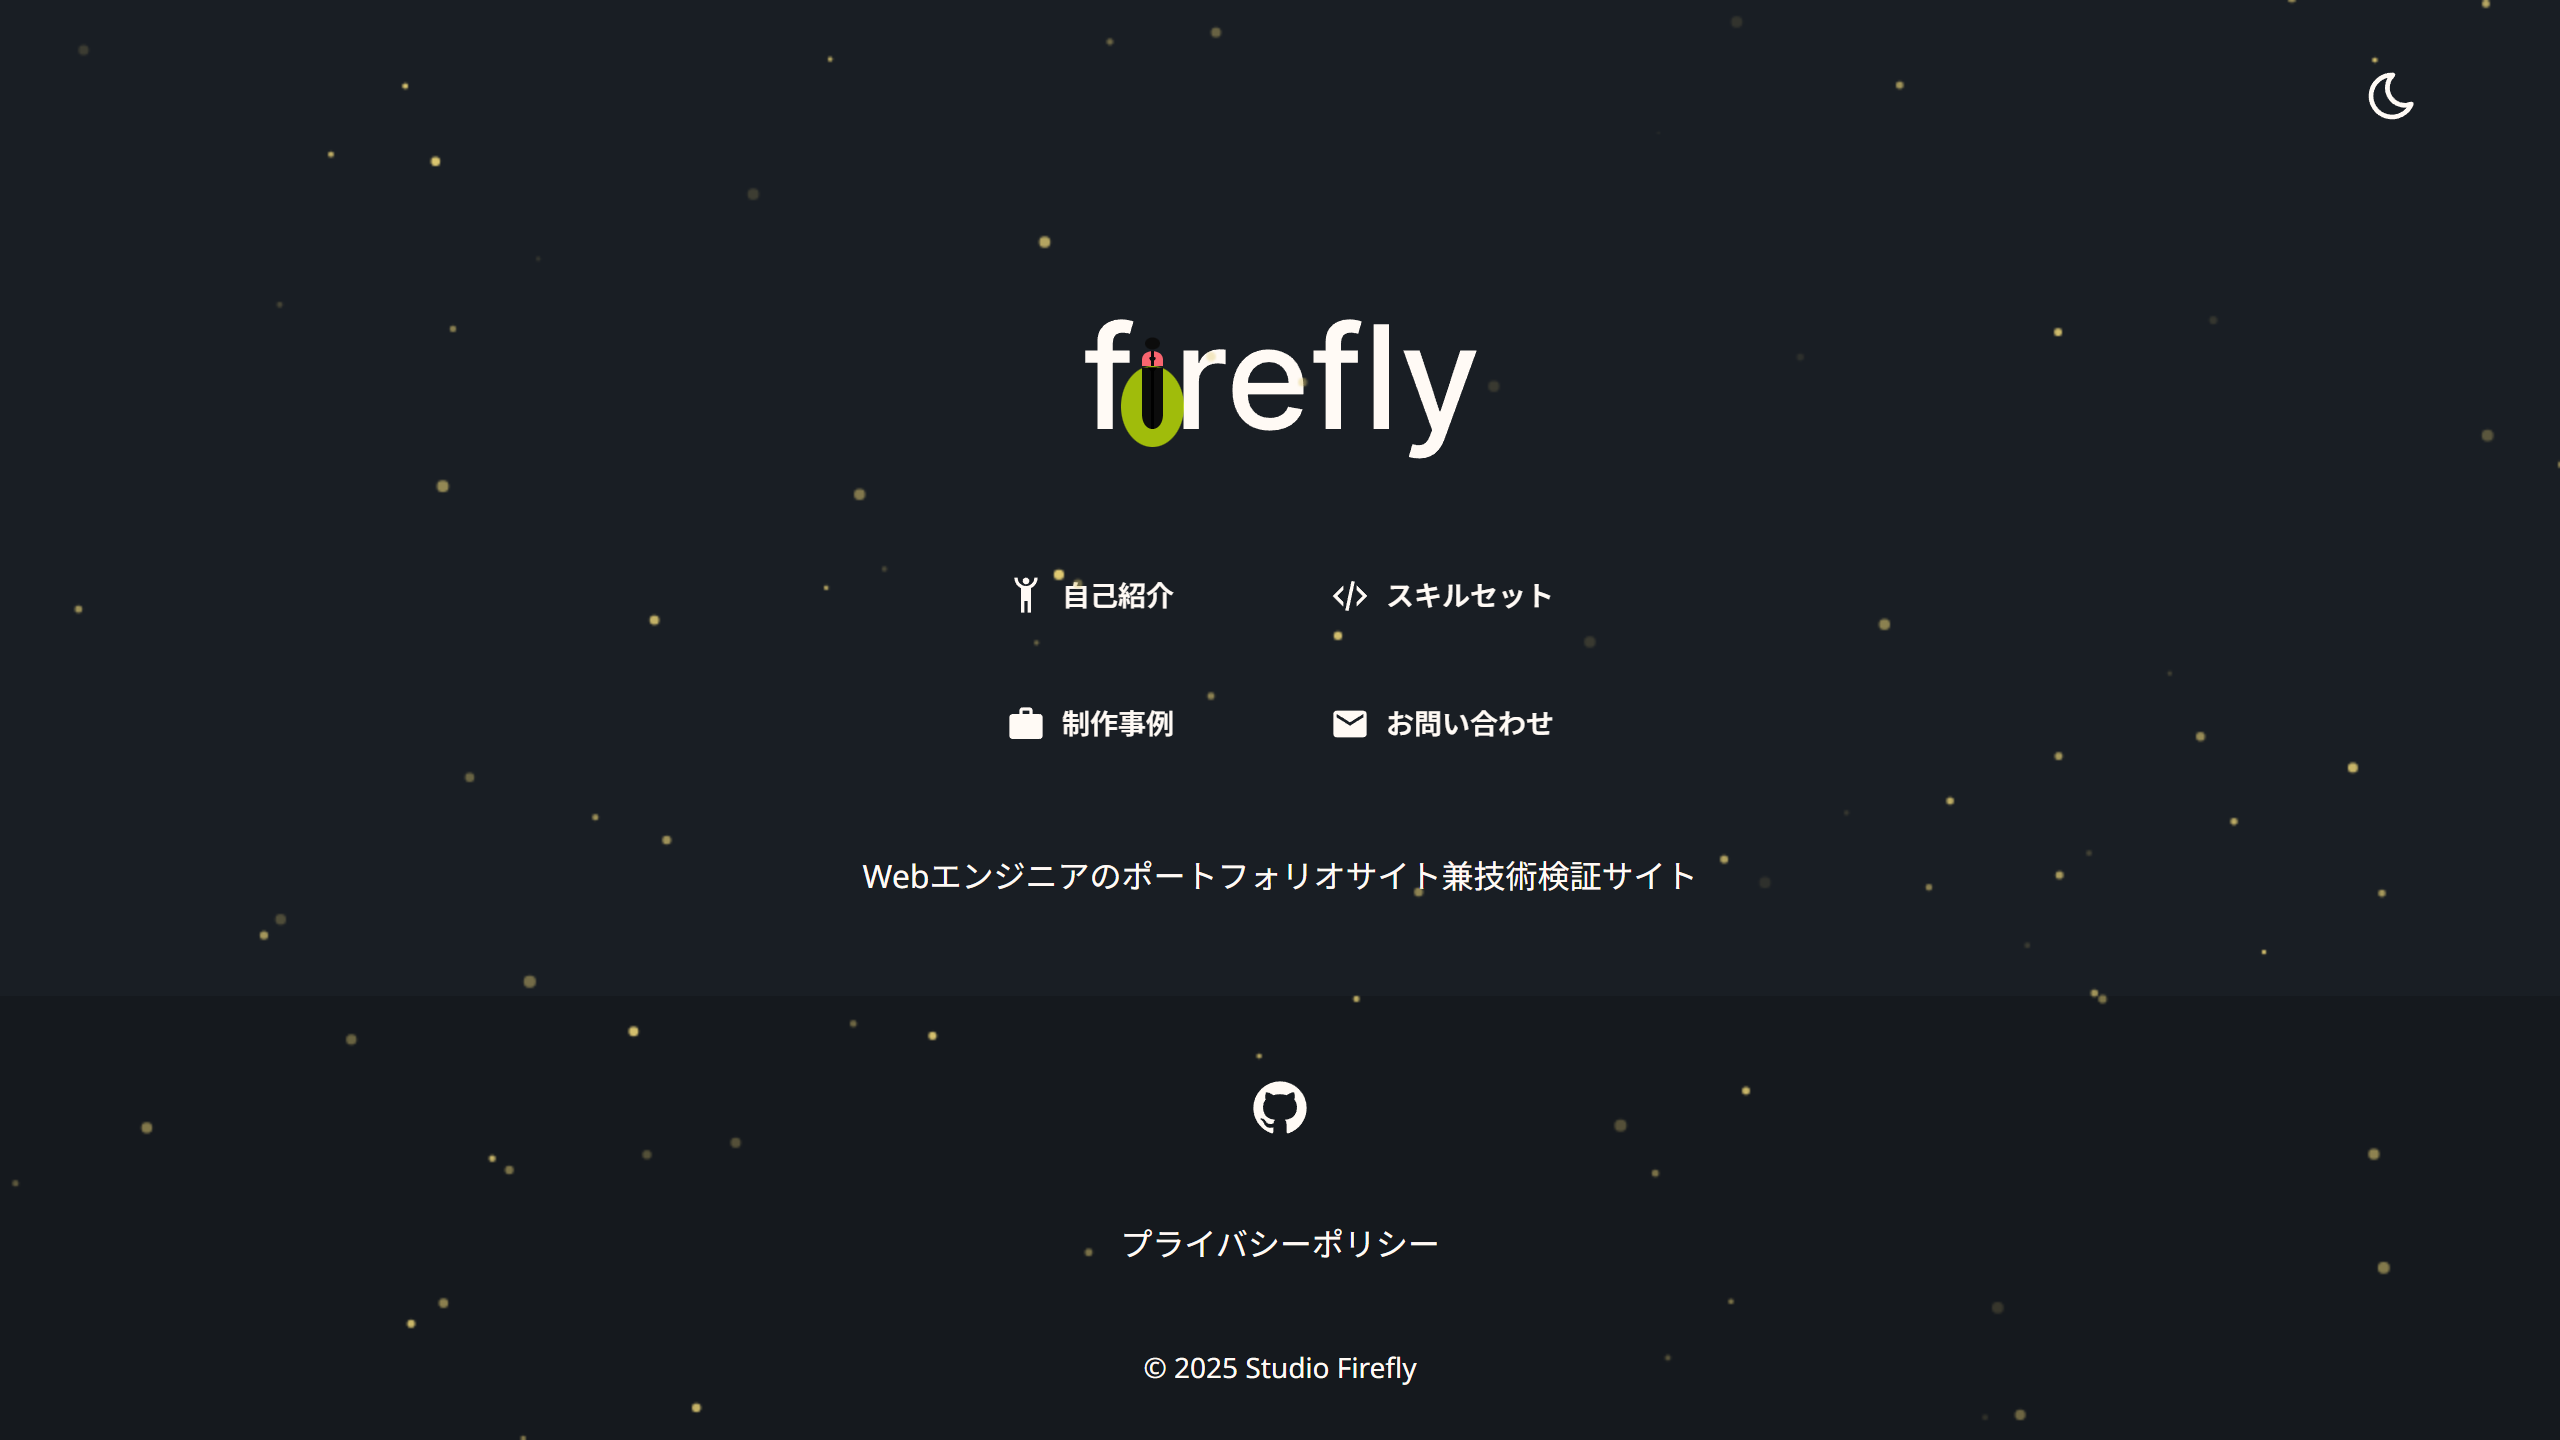 firefly
自己紹介
スキルセット
制作事例
お問い合わせ
Webエンジニアのポートフォリオサイト兼技術検証サイト
プライバシーポリシー
© 2025 Studio Firefly